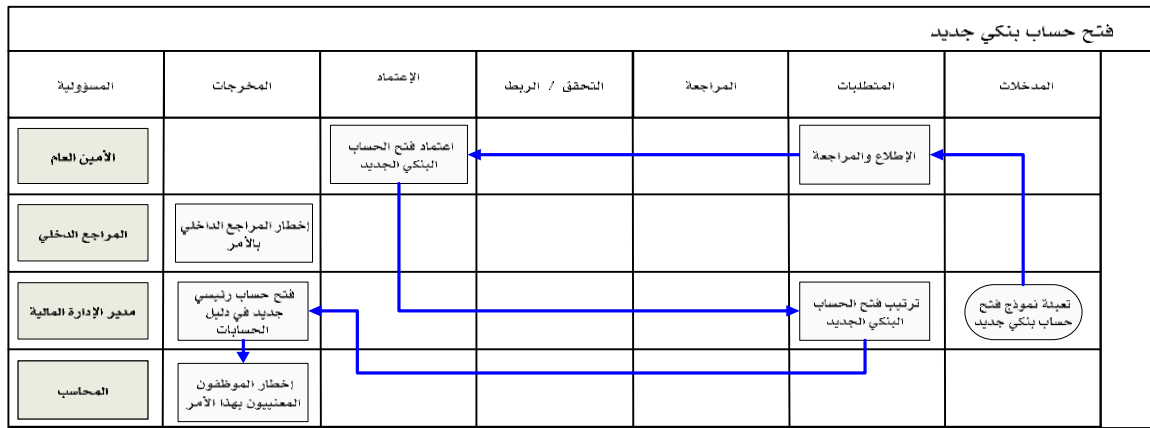 فتح حساب بنكي جديد
المدخلات
المتطلبات
المراجعة
التحقق / الربط
الإعتماد
المخرجات
المسؤولية
الإطلاع والمراجعة
اعتماد فتح الحساب
البنكي الجديد
الأمين العام
إخطار المراجع الداخلي
بالأمر
المراجع الدخلي
تعبئة نموذج فتح
حساب بنكي جديد
ترتيب فتح الحساب
البنكي الجديد
فتح حساب رئيسي
جديد في دليل
الحسابات
مدير الإدارة المالية
إخطار الموظفون
المعنييون بهذا الأمر
المحاسب